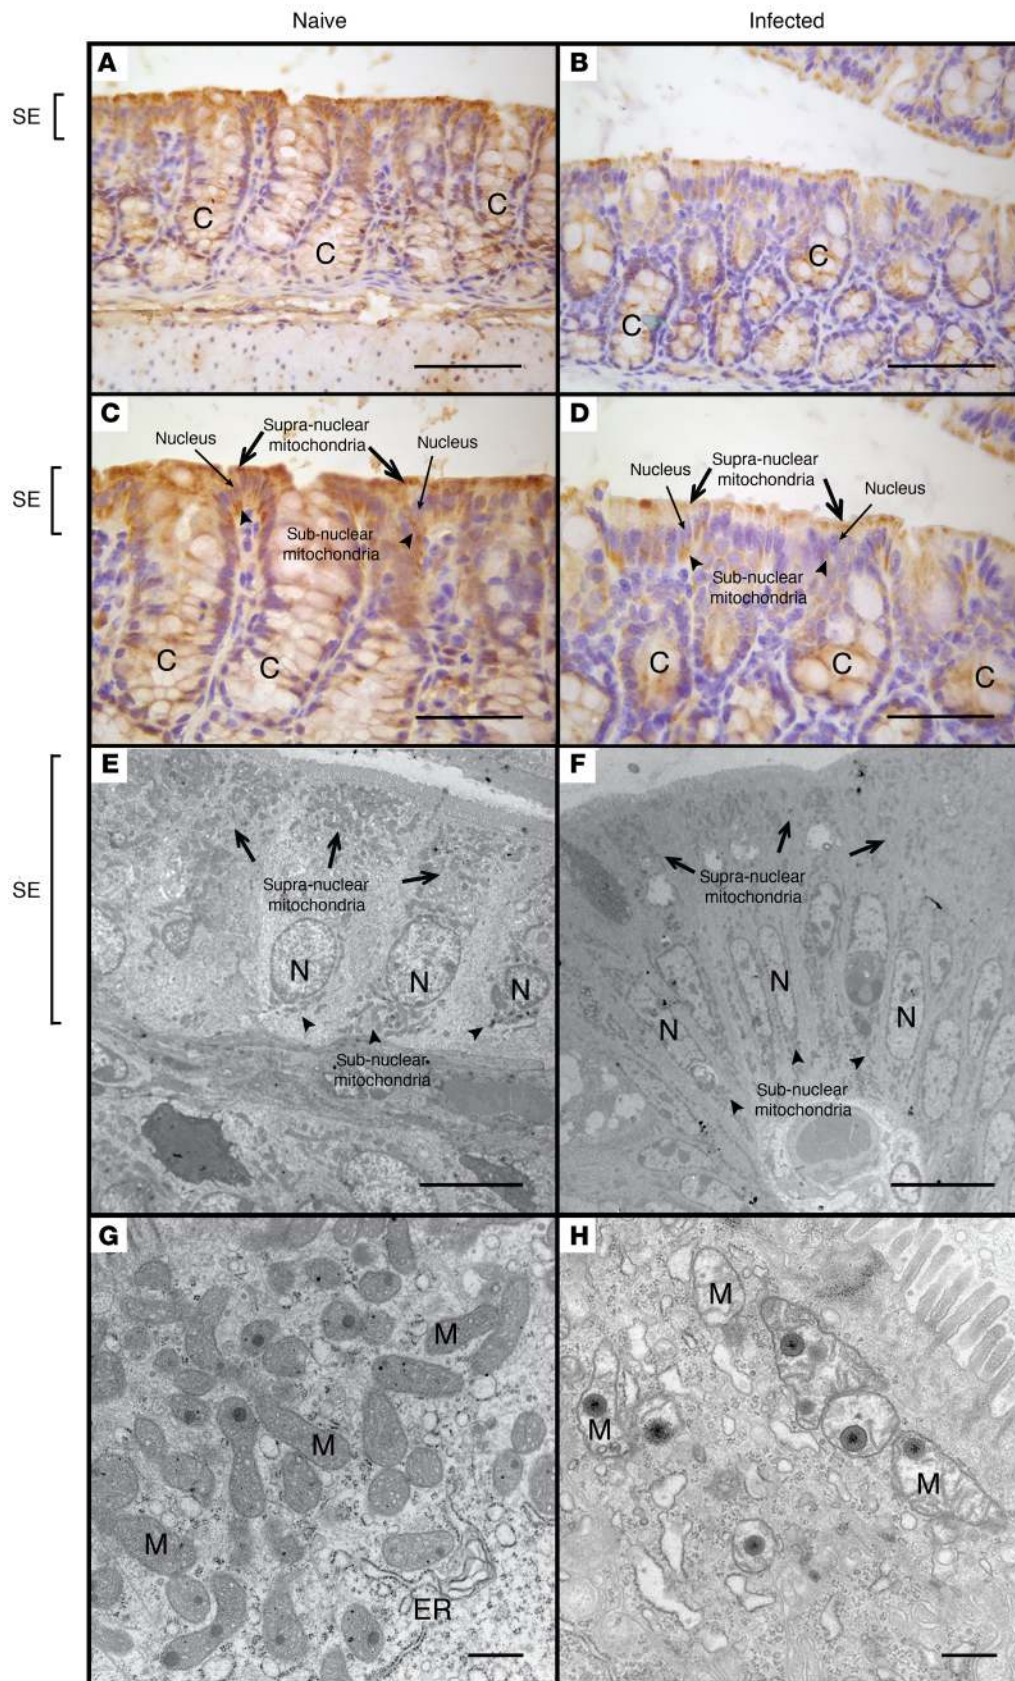 Naive
Infected
A
B
SE
C
C
C
C
C
C
D
SE
Nucleus
Supra-nuclear
mitochondria
Nucleus
Sub-nuclear
mitochondria
C
C
Nucleus
Supra-nuclear
mitochondria
Nucleus
Sub-nuclear
mitochondria
C
C
C
E
F
SE
Supra-nuclear
mitochondria
N
N
N
Sub-nuclear
mitochondria
Supra-nuclear
mitochondria
N
N
N
Sub-nuclear
mitochondria
G
H
M
M
M
ER
M
M
M